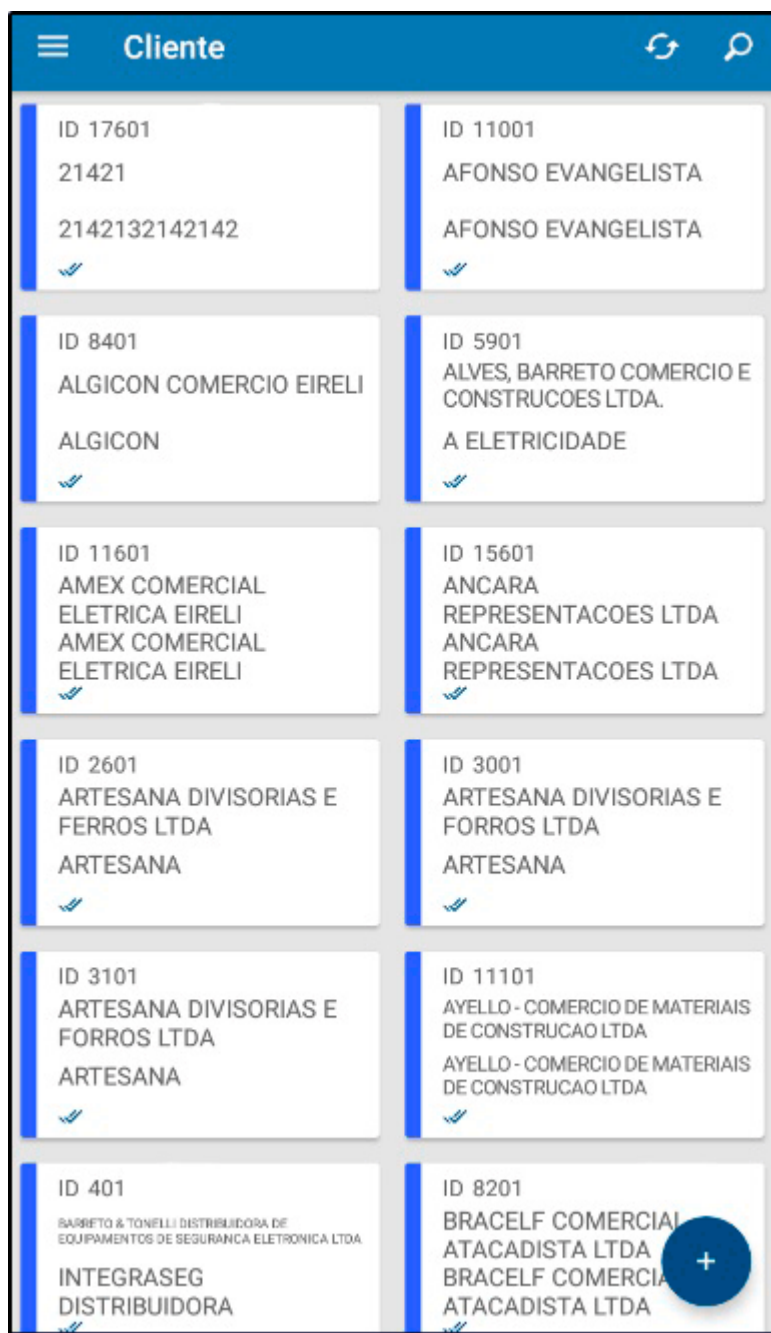 Cliente
ID 17601
21421
2142132142142
ID 11001
AFONSO EVANGELISTA
AFONSO EVANGELISTA
ID 8401
ALGICON COMERCIO EIRELI
ALGICON
ID 5901
ALVES, BARRETO COMERCIO E
CONSTRUCOES LTDA.
A ELETRICIDADE
ID 11601
AMEX COMERCIAL
ELETRICA EIRELI
AMEX COMERCIAL
ELETRICA EIRELI
ID 15601
ANCARA
REPRESENTACOES LTDA
ANCARA
REPRESENTACOES LTDA
ID 2601
ARTESANA DIVISORIAS E
FERROS LTDA
ARTESANA
ID 3001
ARTESANA DIVISORIAS E
FORROS LTDA
ARTESANA
ID 3101
ARTESANA DIVISORIAS E
FORROS LTDA
ARTESANA
ID 11101
AYELLO - COMERCIO DE MATERIAIS
DE CONSTRUCAO LTDA
AYELLO - COMERCIO DE MATERIAIS
DE CONSTRUCAO LTDA
ID 401
BARRETO & TONELLI DISTRIBUIDORA DE
EQUIPAMENTOS DE SEGURANCA ELETRONICA LTDA
INTEGRASEG
DISTRIBUIDORA
ID 8201
BRACELF COMERCIAL
ATACADISTA LTDA
BRACELF COMERCIA
ATACADISTA LTDA